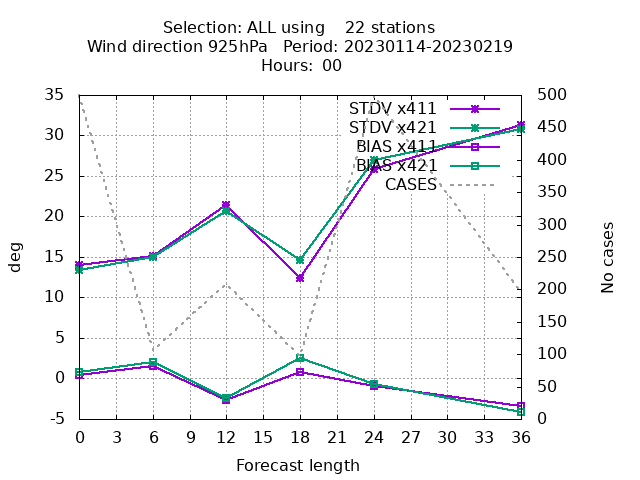 Selection: ALL using    22 stations
Wind direction 925hPa   Period: 20230114-20230219
Hours: 00
35
30
25
20
15
10
5
0
-5
deg
500
450
400
350
300
250
200
150
100
50
0
No cases
STDV x411
STDV x421
BIAS x411
BIAS x421
CASES
0 3 6 9 12 15 18 21 24 27 30 33 36
Forecast length